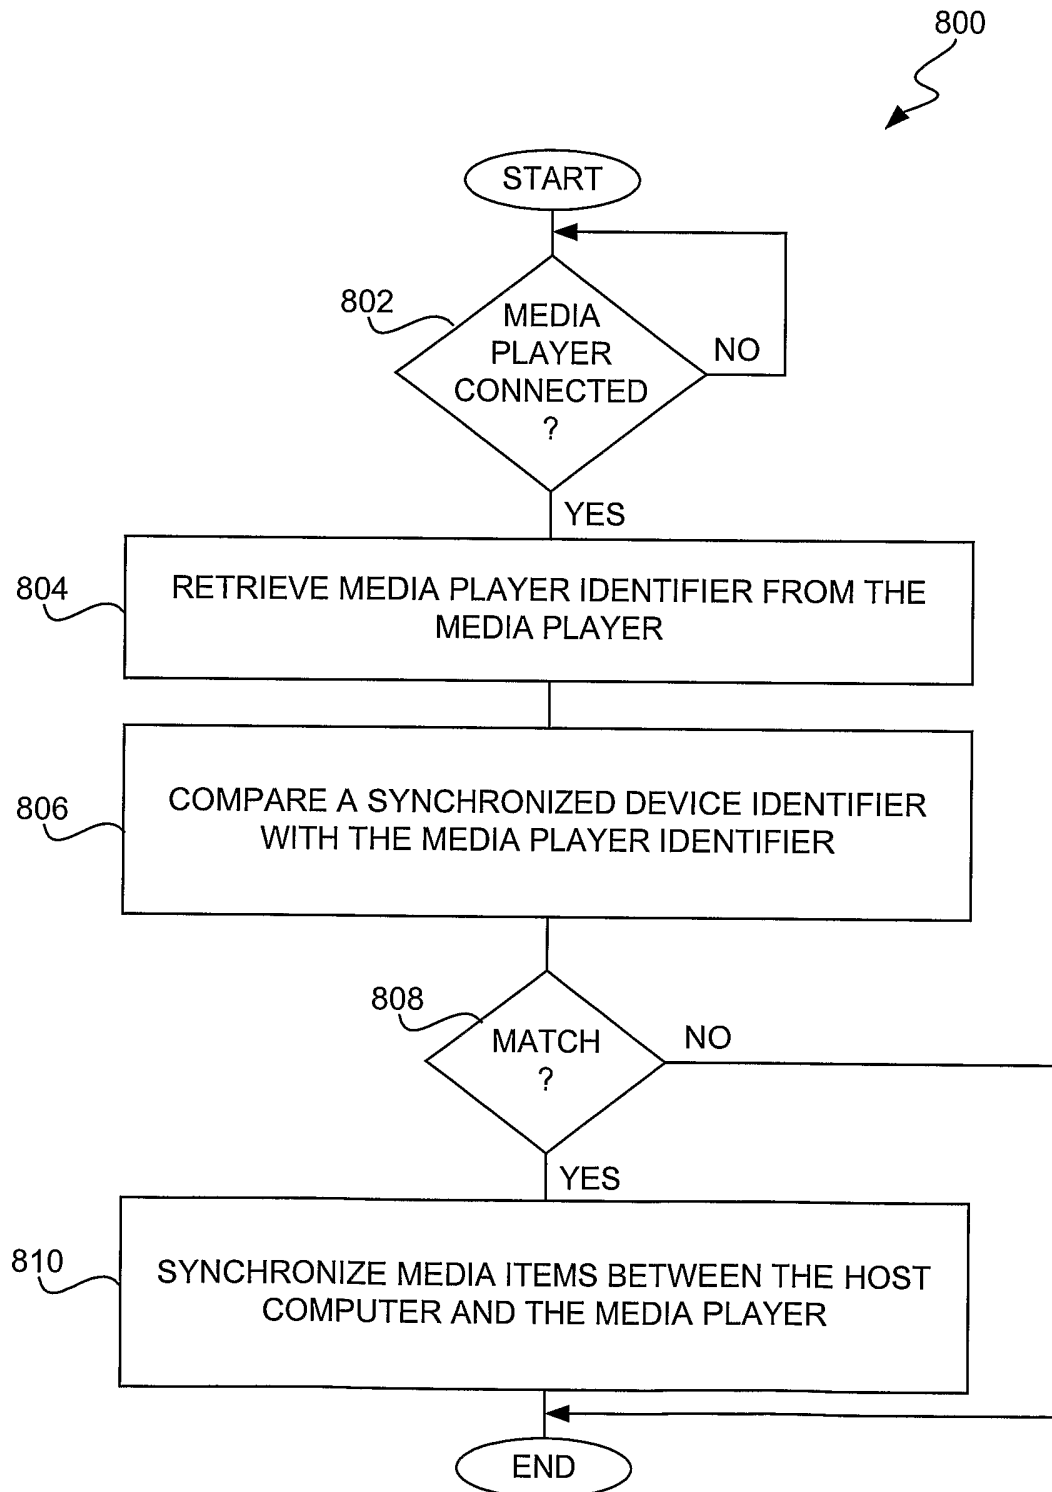 800
START
802
MEDIA
PLAYER
CONNECTED
?
NO
YES
804
RETRIEVE MEDIA PLAYER IDENTIFIER FROM THE
MEDIA PLAYER
806
COMPARE A SYNCHRONIZED DEVICE IDENTIFIER
WITH THE MEDIA PLAYER IDENTIFIER
808
MATCH
?
NO
YES
810
SYNCHRONIZE MEDIA ITEMS BETWEEN THE HOST
COMPUTER AND THE MEDIA PLAYER
END